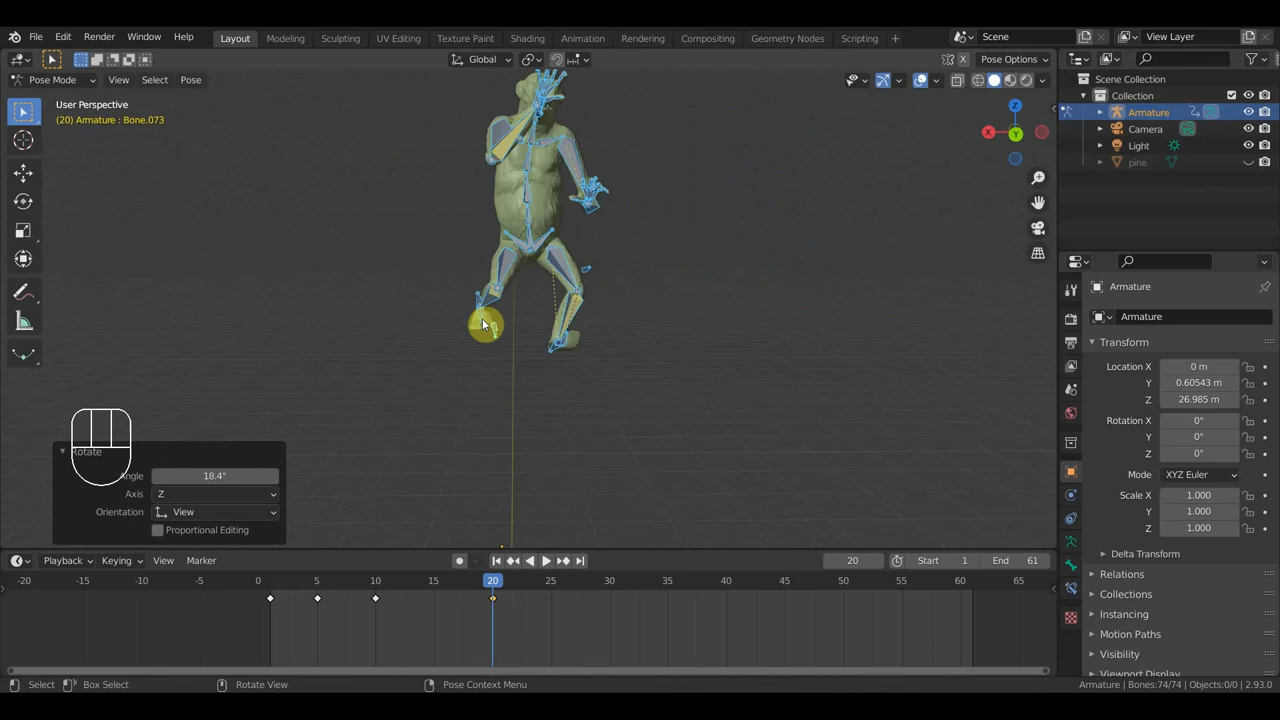 File Edit Render Window Help Layout Modeling Sculpting UV Editing Texture Paint Shading Animation Rendering Compositing Geometry Nodes Scripting + Scene View Layer
Global X Pose Options
Pose Mode View Select Pose
User Perspective
(20) Armature : Bone.073
Z
X
Y
Scene Collection
Collection
Armature
Camera
Light
pine
Armature
Armature
Transform
Location X 0 m
Y 0.60543 m
Z 26.985 m
Rotation X 0°
Y 0°
Z 0°
Mode XYZ Euler
Scale X 1.000
Y 1.000
Z 1.000
Delta Transform
Relations
Collections
Instancing
Motion Paths
Visibility
Viewport Display
Rotate
Angle 18.4°
Axis Z
Orientation View
Proportional Editing
Playback Keying View Marker 20 Start 1 End 61
-20 -15 -10 -5 0 5 10 15 20 25 30 35 40 45 50 55 60 65
Select Box Select Rotate View Pose Context Menu Armature | Bones:74/74 | Objects:0/0 | 2.93.0